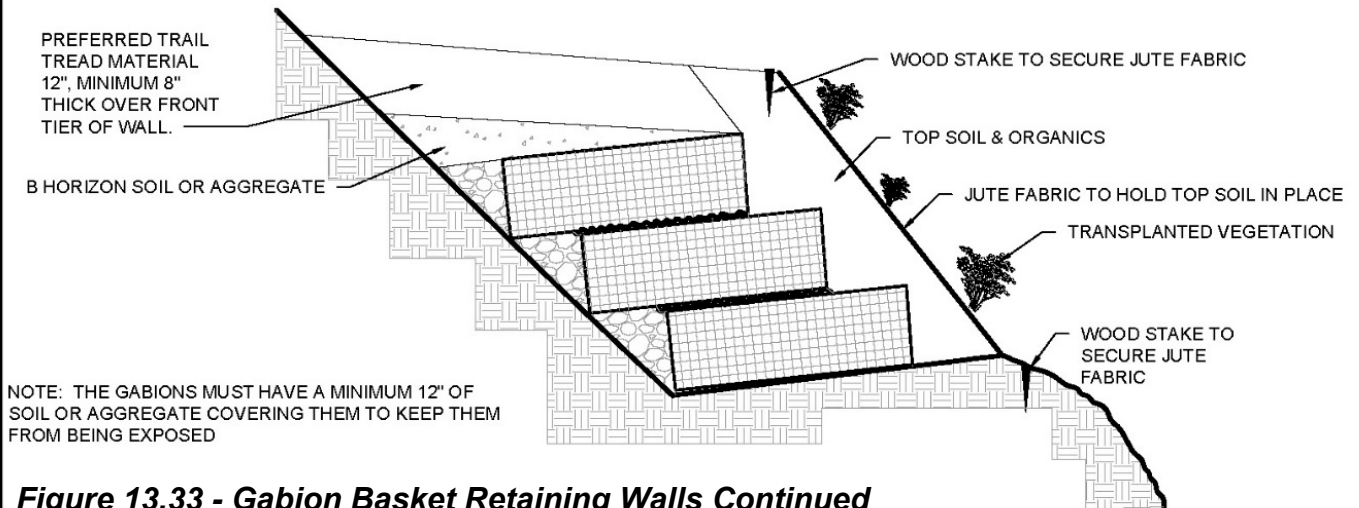 PREFERRED TRAIL
TREAD MATERIAL
12", MINIMUM 8"
THICK OVER FRONT
TIER OF WALL.
B HORIZON SOIL OR AGGREGATE
WOOD STAKE TO SECURE JUTE FABRIC
TOP SOIL & ORGANICS
JUTE FABRIC TO HOLD TOP SOIL IN PLACE
TRANSPLANTED VEGETATION
WOOD STAKE TO
SECURE JUTE
FABRIC
NOTE: THE GABIONS MUST HAVE A MINIMUM 12" OF
SOIL OR AGGREGATE COVERING THEM TO KEEP THEM
FROM BEING EXPOSED
Figure 13.33 - Gabion Basket Retaining Walls Continued